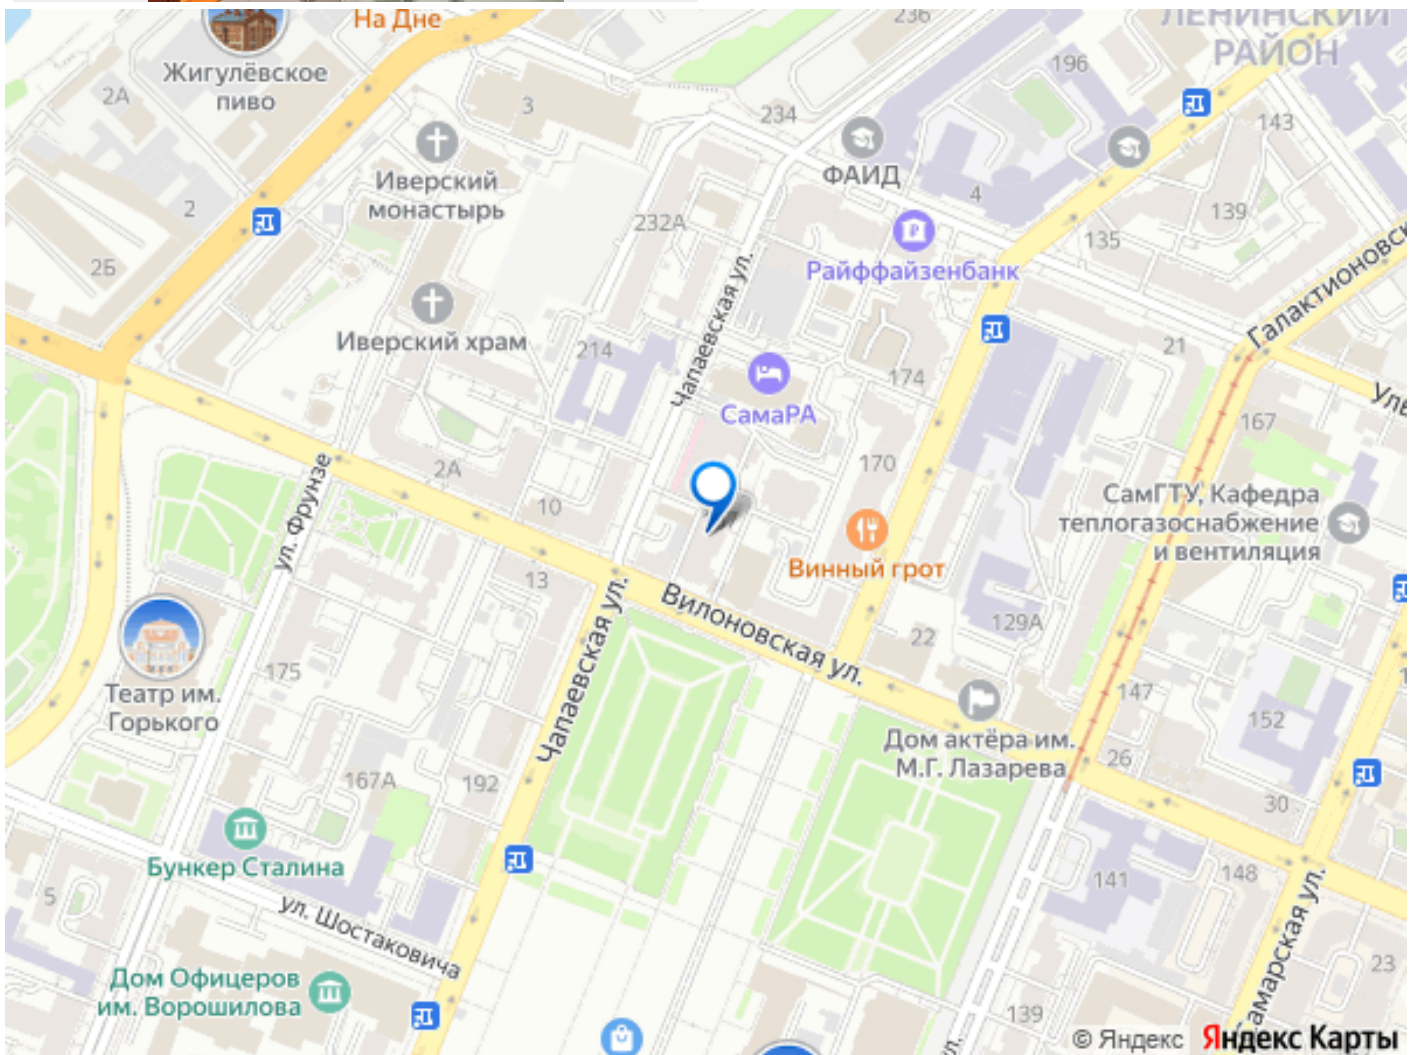 На Дне
236
ЛЕНИНСКИЙ
РАЙОН
Жигулёвское
пиво
2А
3
196
234
143
Иверский
монастырь
ФАИД
4
2
232А
139
135
Райффайзенбанк
2Б
Чапаевская ул.
Галактионовск
Иверский храм
214
21
174
СамаРА
Уль
167
2А
170
СамГТУ, Кафедра
теплогазоснабжение
и вентиляция
10
ул. Фрунзе
Винный грот
13
Вилоновская ул.
Чапаевская ул.
22
129А
175
Театр им.
Горького
147
152
Дом актёра им.
М.Г. Лазарева
26
167А
192
30
Бункер Сталина
141
148
5
ул. Шостаковича
Самарская ул.
23
Дом Офицеров
им. Ворошилова
139
© Яндекс Яндекс Карты